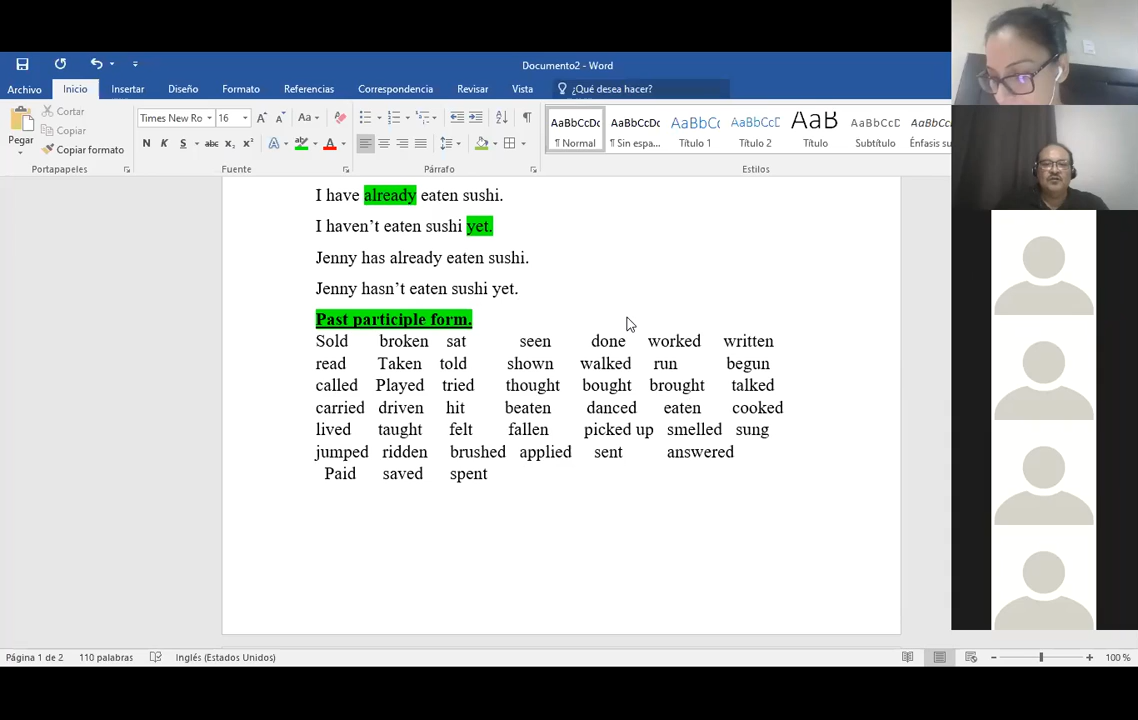 Documento2 - Word
Archivo Inicio Insertar Diseño Formato Referencias Correspondencia Revisar Vista ¿Qué desea hacer?
Pegar
Cortar
Copiar
Copiar formato
Portapapeles
Times New Ro 16 Aa
N K S abc x₂ x² A A
Fuente
Párrafo
AaBbCcDc AaBbCcDc AaBbCc AaBbCcD AaB AaBbCcD AaBbCcDc
¶ Normal ¶ Sin espa... Título 1 Título 2 Título Subtítulo Énfasis su
Estilos
I have already eaten sushi.
I haven’t eaten sushi yet.
Jenny has already eaten sushi.
Jenny hasn’t eaten sushi yet.
Past participle form.
Sold broken sat seen done worked written
read Taken told shown walked run begun
called Played tried thought bought brought talked
carried driven hit beaten danced eaten cooked
lived taught felt fallen picked up smelled sung
jumped ridden brushed applied sent answered
Paid saved spent
Página 1 de 2 110 palabras Inglés (Estados Unidos) 100 %